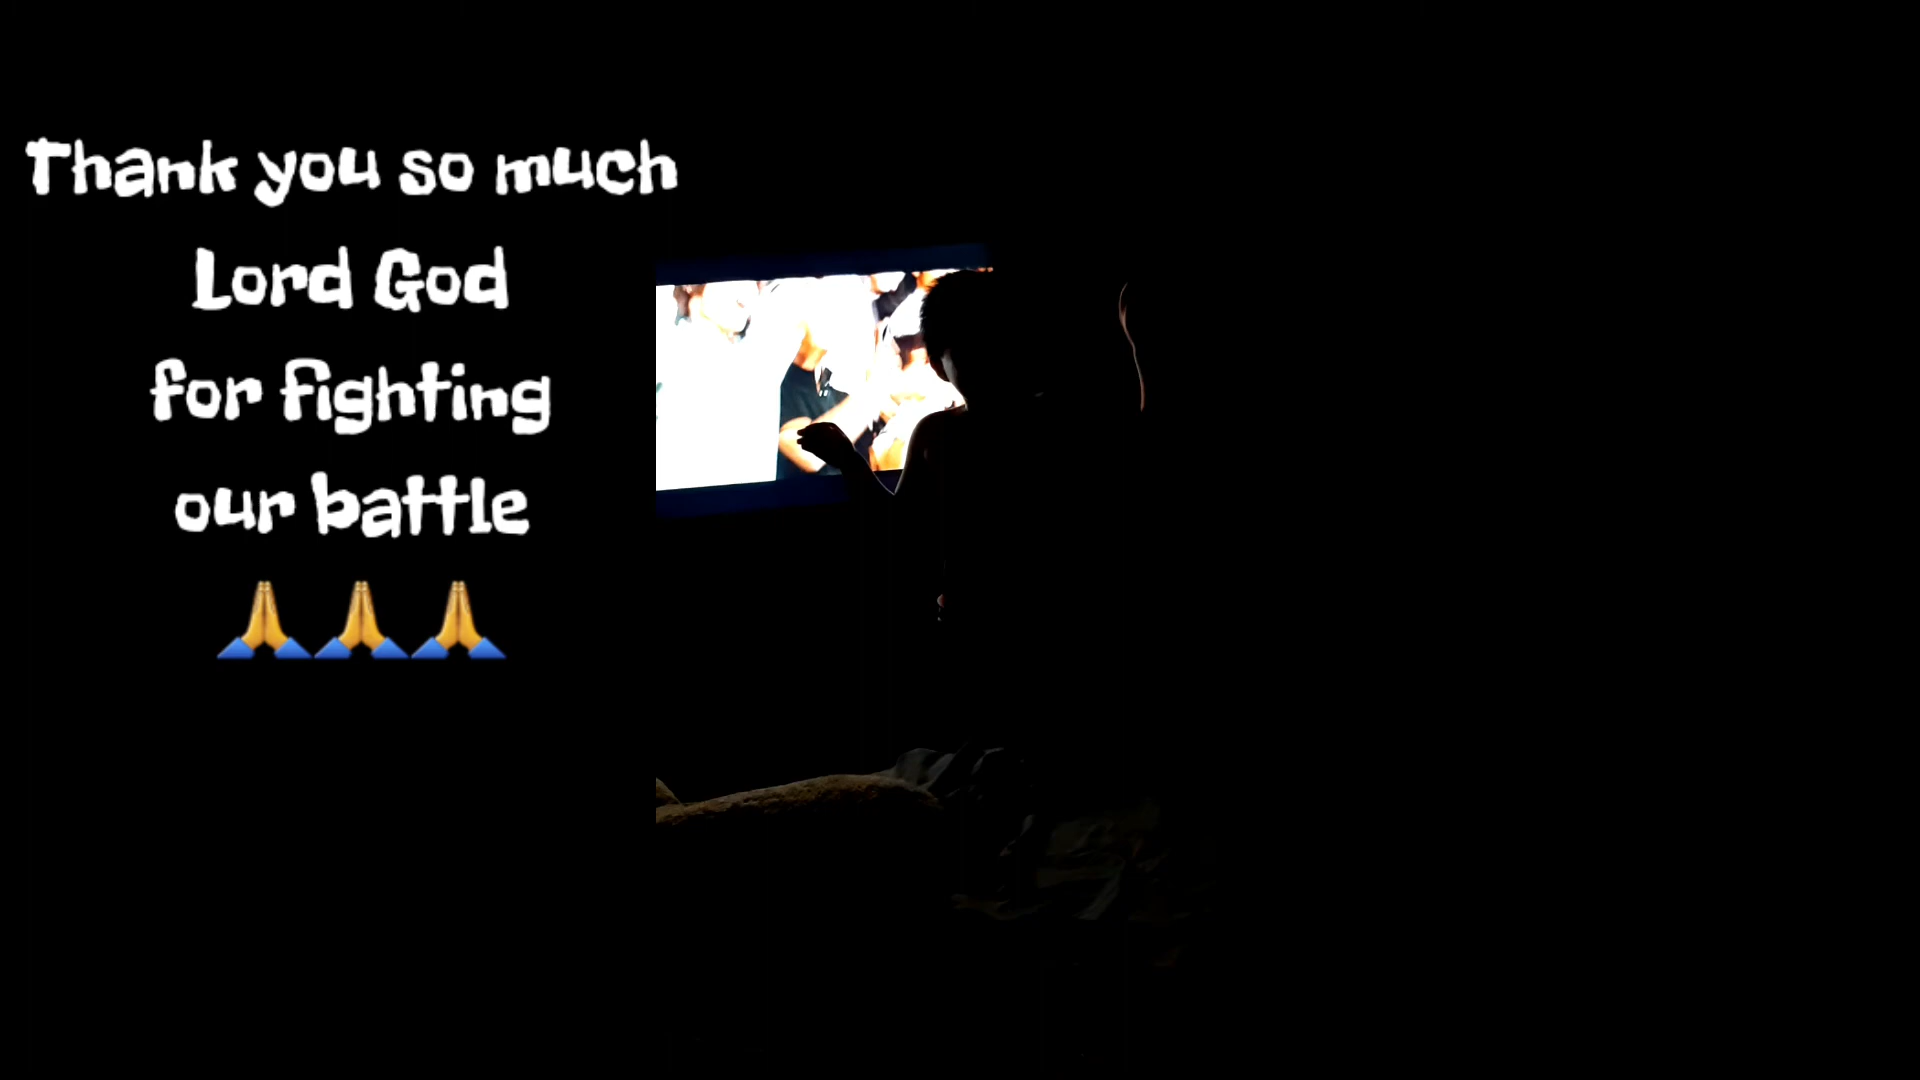 Thank you so much
Lord God
for fighting
our battle
🙏🙏🙏